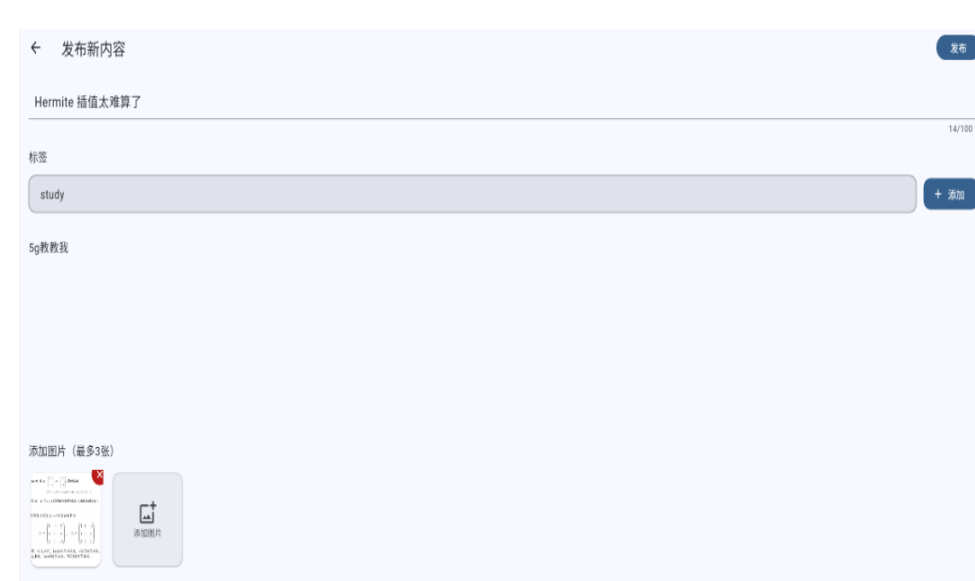 发布新内容
发布
Hermite 插值太难算了
14/100
标签
study
+ 添加
5g教教我
添加图片（最多3张）
添加图片